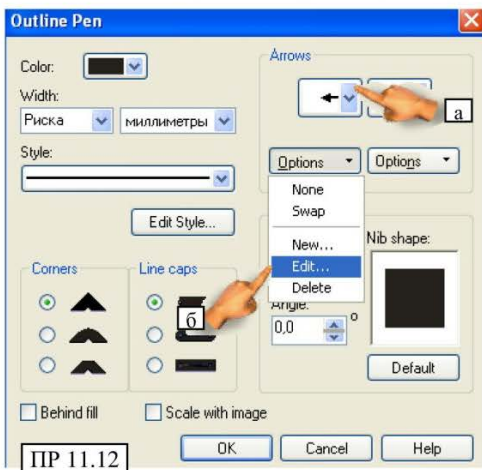 Outline Pen
Color:
Width:
Риска
миллиметры
Style:
Edit Style...
Corners
Line caps
Behind fill
Scale with image
Arrows
а
Options
Options
None
Swap
New...
Edit...
Delete
б
Angle:
0,0
°
Nib shape:
Default
ПР 11.12
OK
Cancel
Help